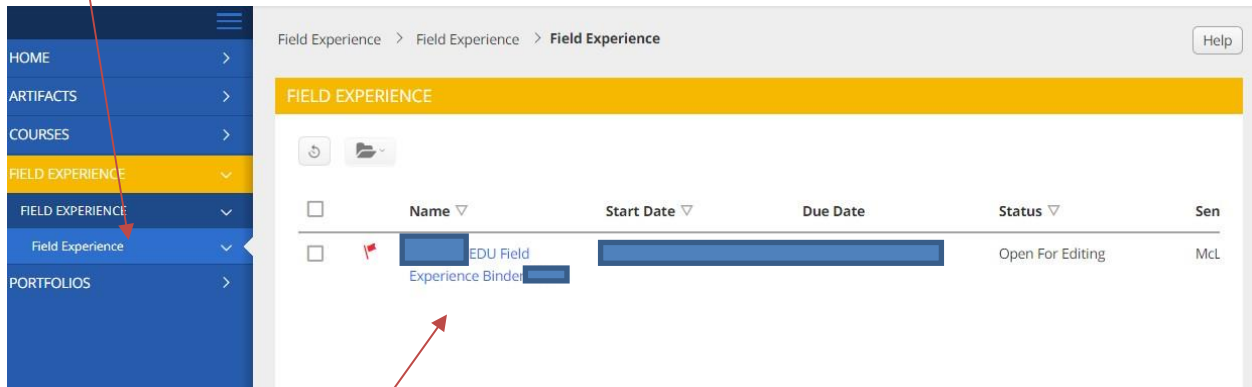 Field Experience > Field Experience > Field Experience
Help
HOME
ARTIFACTS
COURSES
FIELD EXPERIENCE
FIELD EXPERIENCE
Field Experience
PORTFOLIOS
FIELD EXPERIENCE
Name Start Date Due Date Status Sen
EDU Field Open For Editing McL
Experience Binder